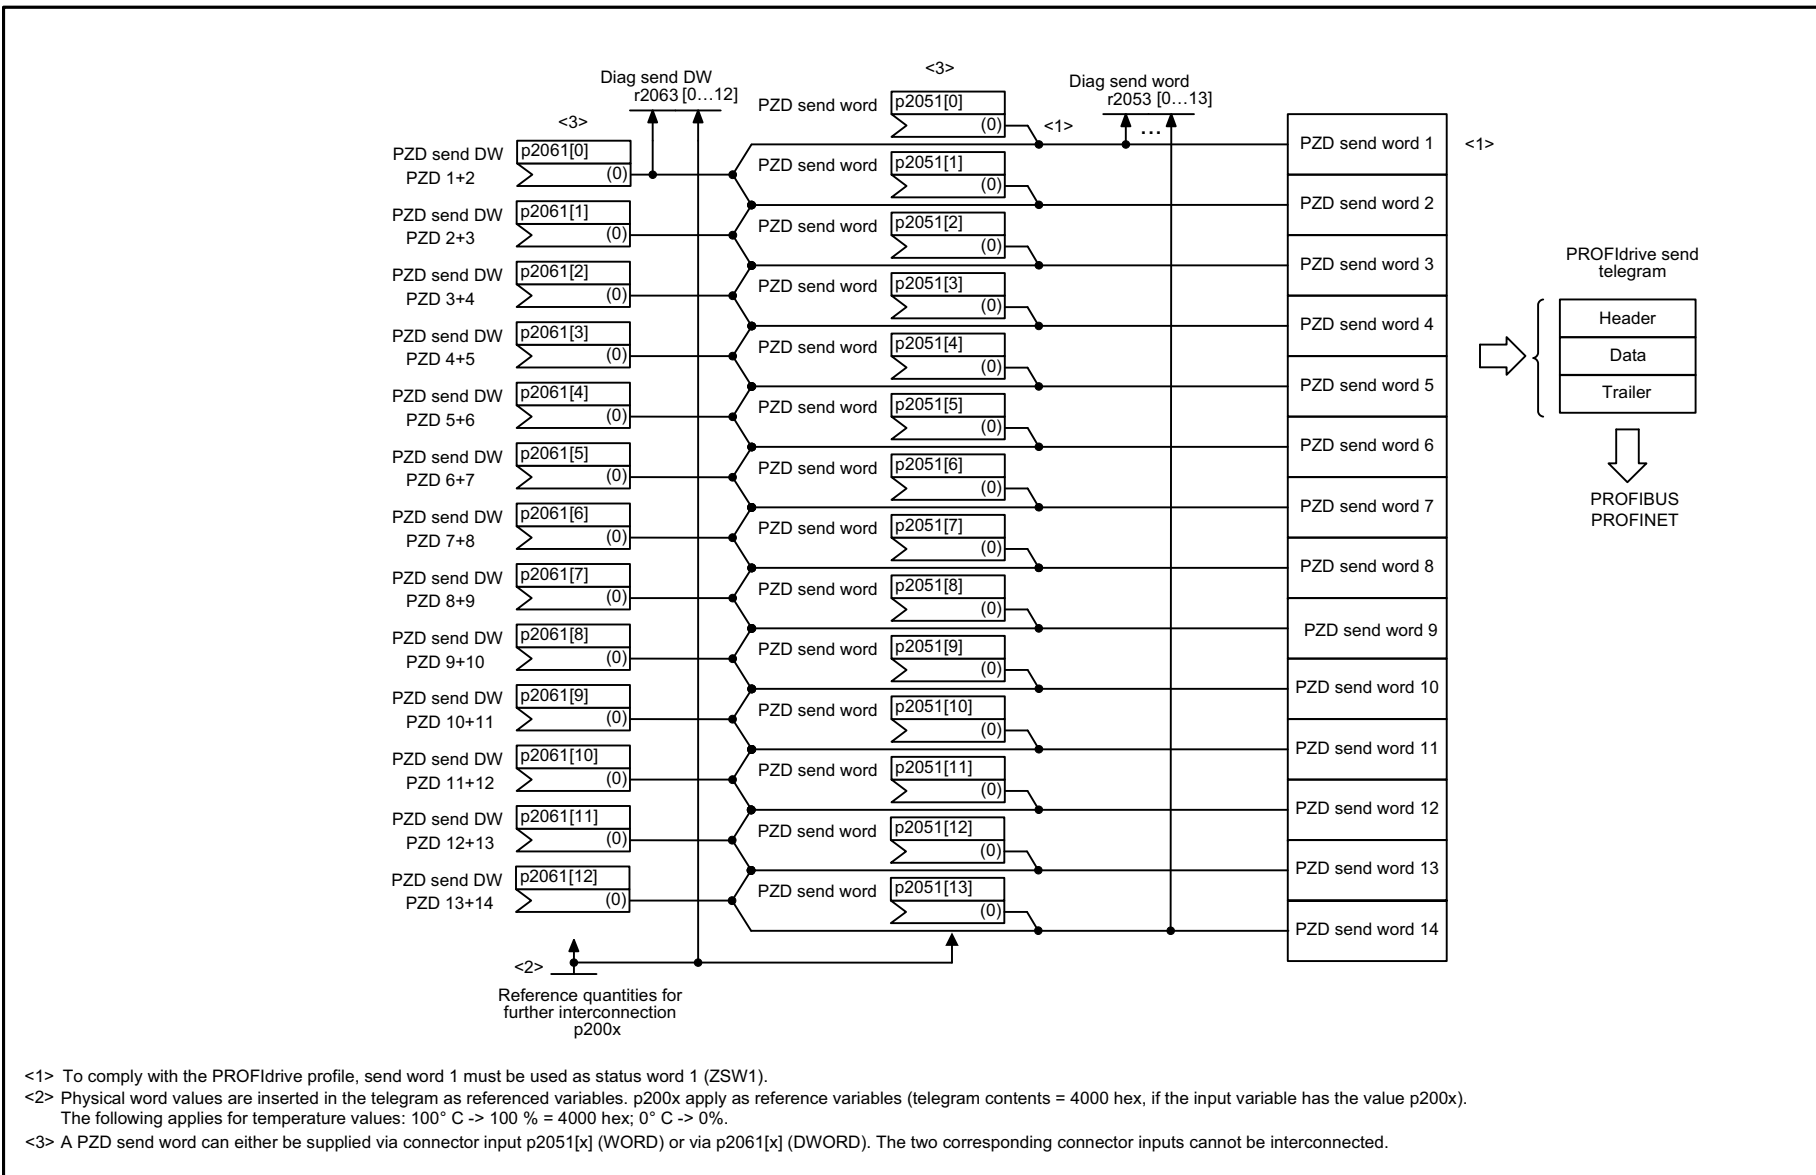 Diag send DW
r2063 [0…12]
<3>
Diag send word
r2053 [0…13]
<3>
PZD send word
p2051[0]
(0)
<1>
...
PZD send DW
PZD 1+2
p2061[0]
(0)
PZD send word
p2051[1]
(0)
PZD send word 1
<1>
PZD send DW
PZD 2+3
p2061[1]
(0)
PZD send word
p2051[2]
(0)
PZD send word 2
PZD send DW
PZD 3+4
p2061[2]
(0)
PZD send word
p2051[3]
(0)
PZD send word 3
PZD send DW
PZD 4+5
p2061[3]
(0)
PZD send word
p2051[4]
(0)
PZD send word 4
PZD send DW
PZD 5+6
p2061[4]
(0)
PZD send word
p2051[5]
(0)
PZD send word 5
PZD send DW
PZD 6+7
p2061[5]
(0)
PZD send word
p2051[6]
(0)
PZD send word 6
PZD send DW
PZD 7+8
p2061[6]
(0)
PZD send word
p2051[7]
(0)
PZD send word 7
PZD send DW
PZD 8+9
p2061[7]
(0)
PZD send word
p2051[8]
(0)
PZD send word 8
PZD send DW
PZD 9+10
p2061[8]
(0)
PZD send word
p2051[9]
(0)
PZD send word 9
PZD send DW
PZD 10+11
p2061[9]
(0)
PZD send word
p2051[10]
(0)
PZD send word 10
PZD send DW
PZD 11+12
p2061[10]
(0)
PZD send word
p2051[11]
(0)
PZD send word 11
PZD send DW
PZD 12+13
p2061[11]
(0)
PZD send word
p2051[12]
(0)
PZD send word 12
PZD send DW
PZD 13+14
p2061[12]
(0)
PZD send word
p2051[13]
(0)
PZD send word 13
PZD send word 14
PROFIdrive send
telegram
Header
Data
Trailer
PROFIBUS
PROFINET
<2>
Reference quantities for
further interconnection
p200x
<1> To comply with the PROFIdrive profile, send word 1 must be used as status word 1 (ZSW1).
<2> Physical word values are inserted in the telegram as referenced variables. p200x apply as reference variables (telegram contents = 4000 hex, if the input variable has the value p200x).
The following applies for temperature values: 100° C -> 100 % = 4000 hex; 0° C -> 0%.
<3> A PZD send word can either be supplied via connector input p2051[x] (WORD) or via p2061[x] (DWORD). The two corresponding connector inputs cannot be interconnected.